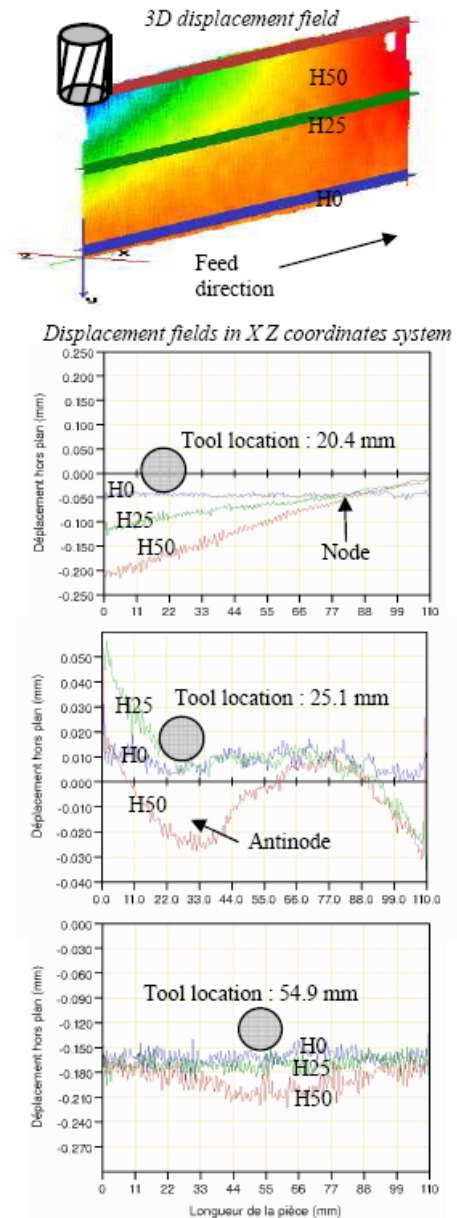 3D displacement field
H50
H25
H0
Z
X
Feed
direction
Displacement fields in X Z coordinates system
Déplacement hors plan (mm)
0.250
0.200
0.150
0.100
0.050
0.000
-0.050
-0.100
-0.150
-0.200
-0.250
Tool location : 20.4 mm
H0
H25
H50
Node
0 11 22 33 44 55 66 77 88 99 110
Déplacement hors plan (mm)
0.050
0.040
0.030
0.020
0.010
0.000
-0.010
-0.020
-0.030
-0.040
Tool location : 25.1 mm
H25
H0
H50
Antinode
0.0 11.0 22.0 33.0 44.0 55.0 66.0 77.0 88.0 99.0 110.0
Déplacement hors plan (mm)
0.000
-0.030
-0.060
-0.090
-0.120
-0.150
-0.180
-0.210
-0.240
-0.270
Tool location : 54.9 mm
H0
H25
H50
0 11 22 33 44 55 66 77 88 99 110
Longueur de la pièce (mm)